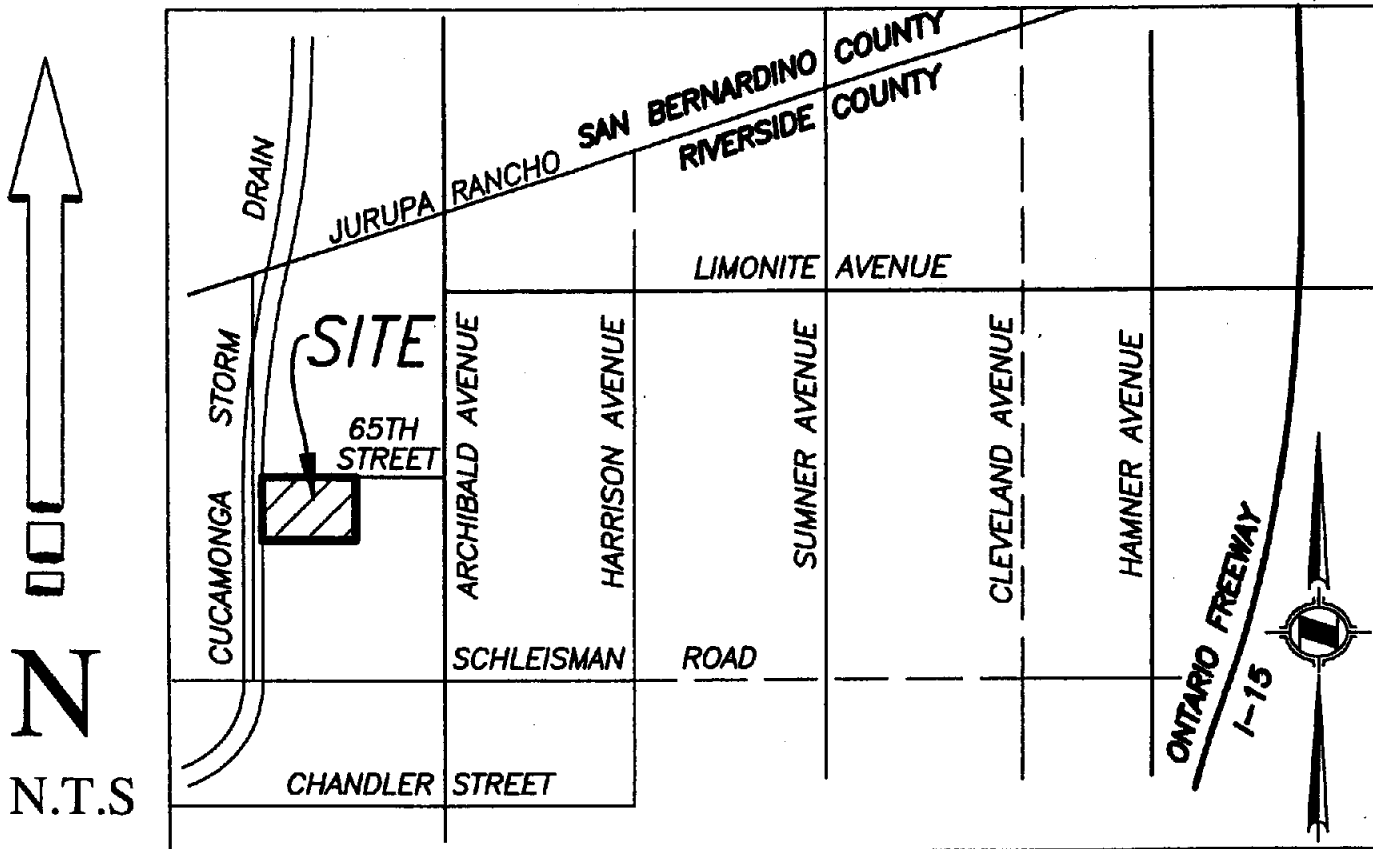 SAN BERNARDINO COUNTY
RIVERSIDE COUNTY
JURUPA RANCHO
DRAIN
STORM
CUCAMONGA
LIMONITE AVENUE
SITE
65TH
STREET
ARCHIBALD AVENUE
HARRISON AVENUE
SUMNER AVENUE
CLEVELAND AVENUE
HAMNER AVENUE
ONTARIO FREEWAY
I-15
SCHLEISMAN ROAD
CHANDLER STREET
N
N.T.S